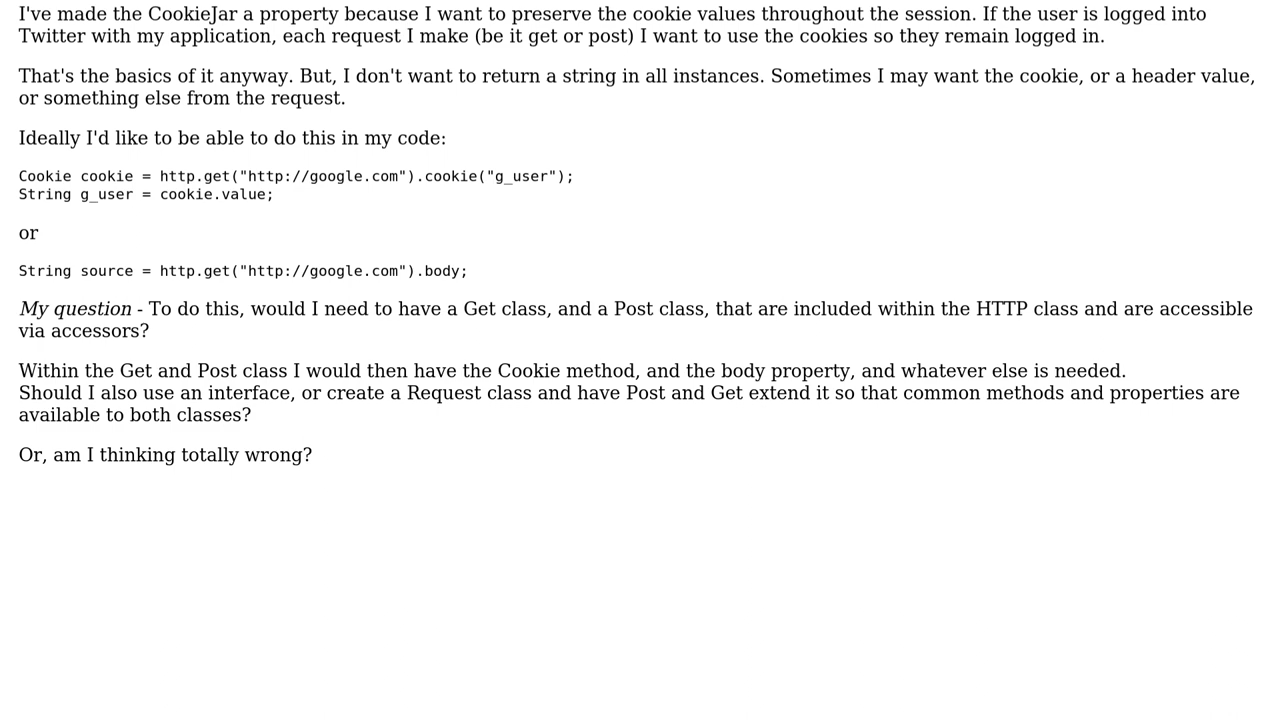 I've made the CookieJar a property because I want to preserve the cookie values throughout the session. If the user is logged into
Twitter with my application, each request I make (be it get or post) I want to use the cookies so they remain logged in.
That's the basics of it anyway. But, I don't want to return a string in all instances. Sometimes I may want the cookie, or a header value,
or something else from the request.
Ideally I'd like to be able to do this in my code:
Cookie cookie = http.get("http://google.com").cookie("g_user");
String g_user = cookie.value;
or
String source = http.get("http://google.com").body;
My question - To do this, would I need to have a Get class, and a Post class, that are included within the HTTP class and are accessible
via accessors?
Within the Get and Post class I would then have the Cookie method, and the body property, and whatever else is needed.
Should I also use an interface, or create a Request class and have Post and Get extend it so that common methods and properties are
available to both classes?
Or, am I thinking totally wrong?